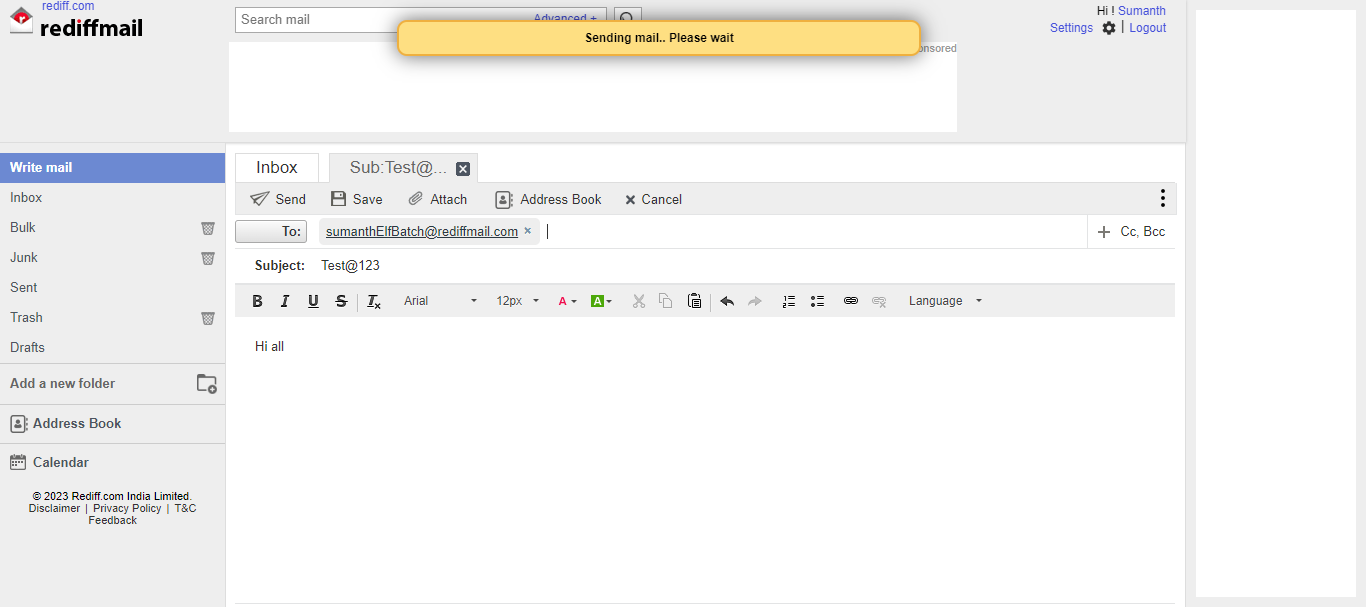 rediff.com
rediffmail
Search mail
Advanced +
Sending mail.. Please wait
onsored
Hi ! Sumanth
Settings | Logout
Write mail
Inbox
Bulk
Junk
Sent
Trash
Drafts
Add a new folder
Address Book
Calendar
© 2023 Rediff.com India Limited.
Disclaimer | Privacy Policy | T&C
Feedback
Inbox
Sub:Test@...
Send Save Attach Address Book Cancel
To: sumanthElfBatch@rediffmail.com × Cc, Bcc
Subject: Test@123
B I U S Tx Arial 12px A A Language
Hi all